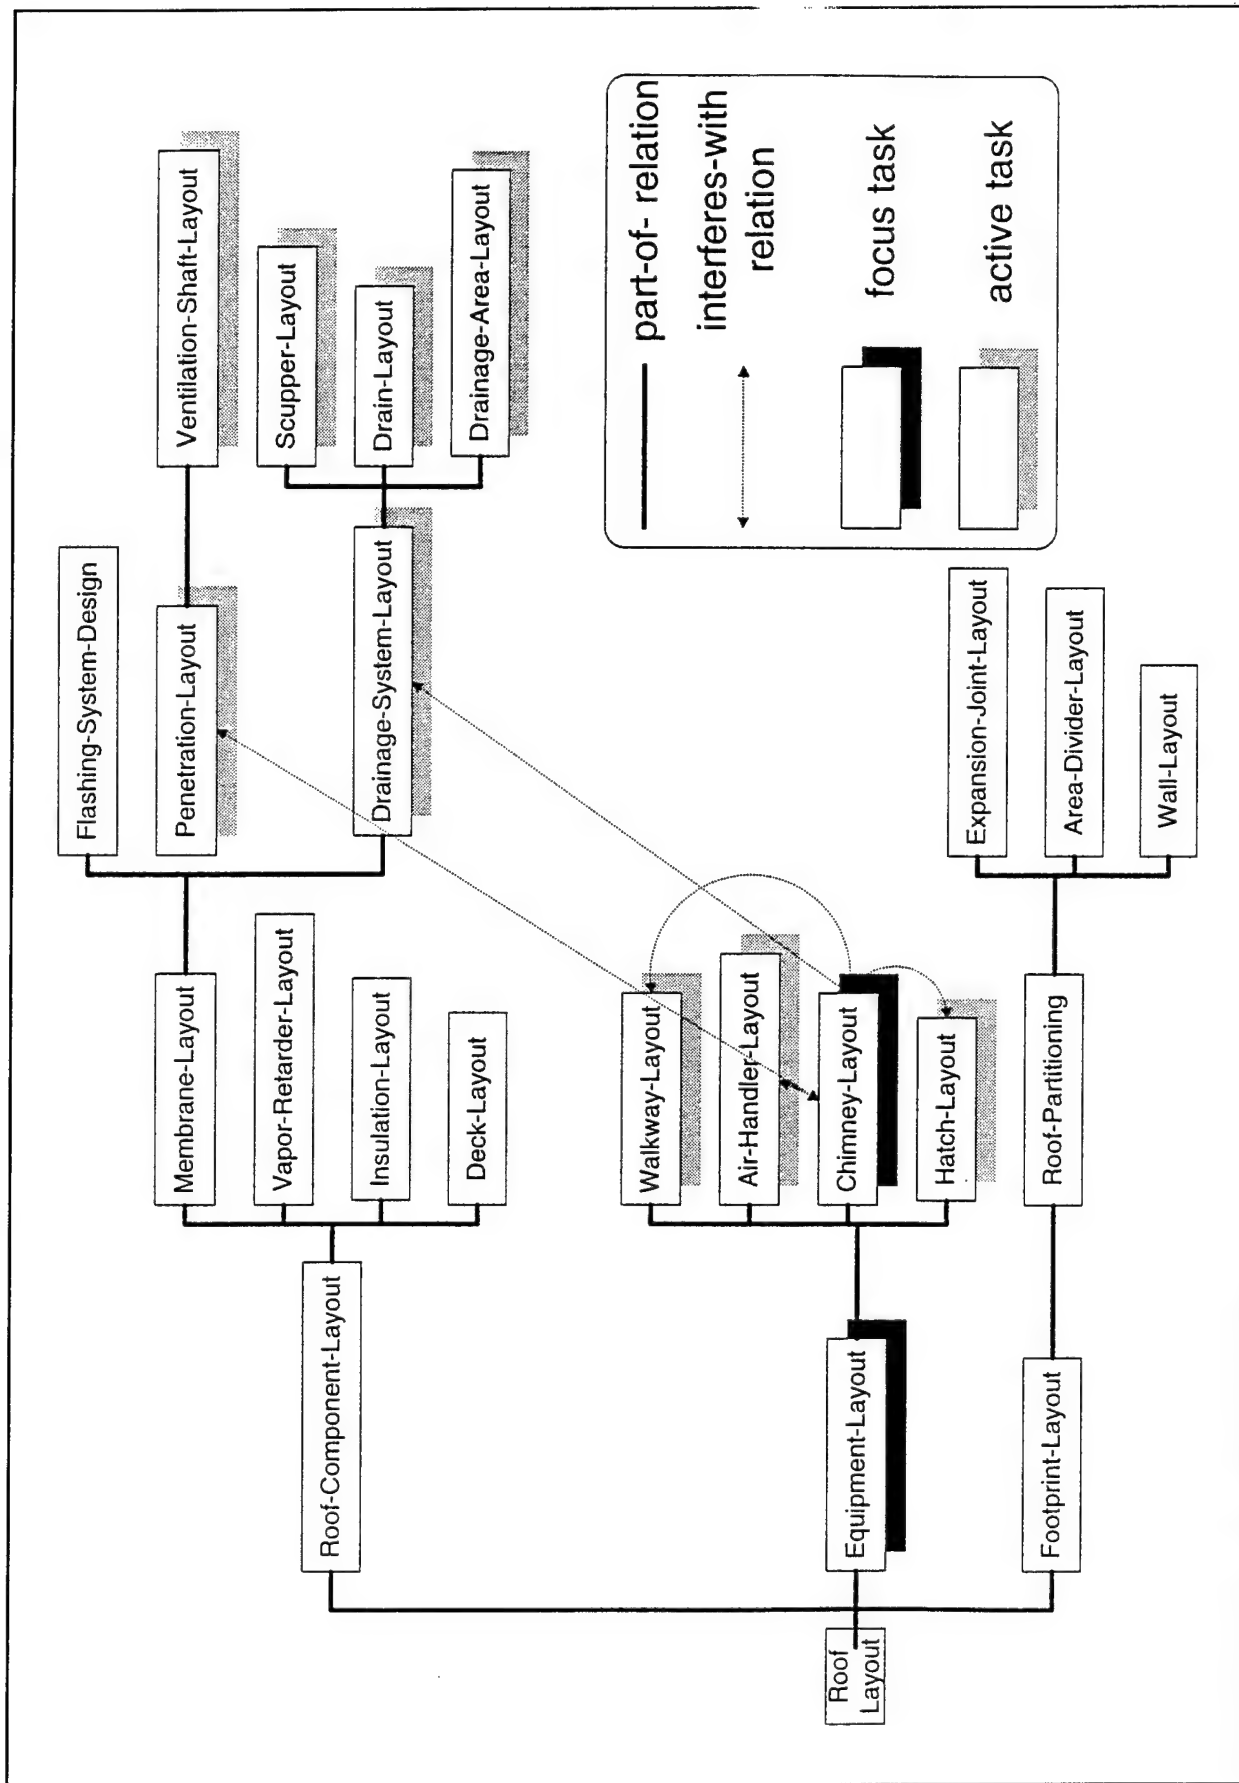 Flashing-System-Design
Ventilation-Shaft-Layout
Penetration-Layout
Membrane-Layout
Scupper-Layout
Vapor-Retarder-Layout
Drain-Layout
Drainage-System-Layout
Insulation-Layout
Drainage-Area-Layout
Deck-Layout
Roof-Component-Layout
part-of- relation
interferes-with
relation
focus task
active task
Walkway-Layout
Air-Handler-Layout
Chimney-Layout
Hatch-Layout
Equipment-Layout
Roof
Layout
Expansion-Joint-Layout
Area-Divider-Layout
Wall-Layout
Roof-Partitioning
Footprint-Layout